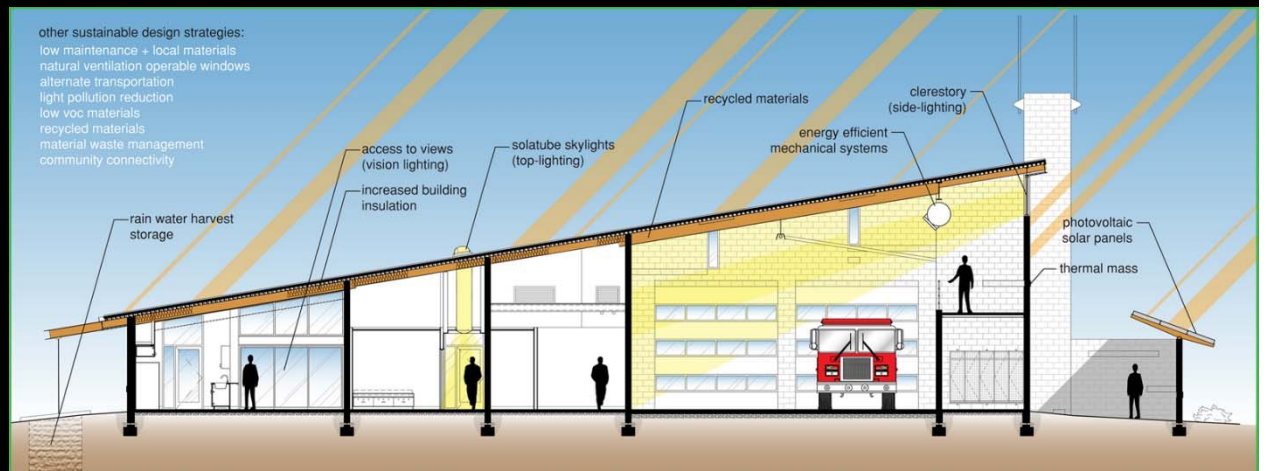 other sustainable design strategies:
low maintenance + local materials
natural ventilation operable windows
alternate transportation
light pollution reduction
low voc materials
recycled materials
material waste management
community connectivity
rain water harvest
storage
access to views
(vision lighting)
increased building
insulation
solatube skylights
(top-lighting)
recycled materials
energy efficient
mechanical systems
clerestory
(side-lighting)
photovoltaic
solar panels
thermal mass